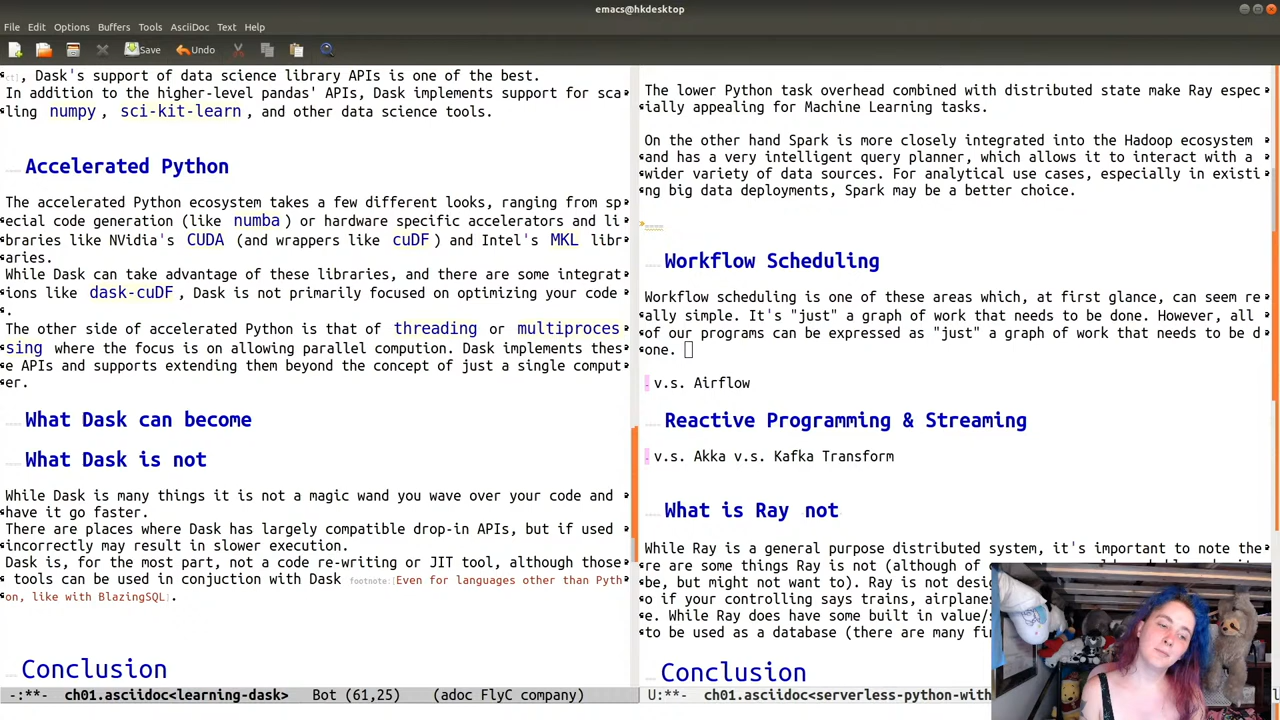 emacs@hkdesktop
File Edit Options Buffers Tools AsciiDoc Text Help
Save Undo
, Dask's support of data science library APIs is one of the best.
In addition to the higher-level pandas' APIs, Dask implements support for sca
ling numpy, sci-kit-learn, and other data science tools.
Accelerated Python
The accelerated Python ecosystem takes a few different looks, ranging from sp
ecial code generation (like numba) or hardware specific accelerators and li
braries like NVidia's CUDA (and wrappers like cuDF) and Intel's MKL libr
aries.
While Dask can take advantage of these libraries, and there are some integrat
ions like dask-cuDF, Dask is not primarily focused on optimizing your code
.
The other side of accelerated Python is that of threading or multiproces
sing where the focus is on allowing parallel compution. Dask implements thes
e APIs and supports extending them beyond the concept of just a single comput
er.
What Dask can become
What Dask is not
While Dask is many things it is not a magic wand you wave over your code and
have it go faster.
There are places where Dask has largely compatible drop-in APIs, but if used
incorrectly may result in slower execution.
Dask is, for the most part, not a code re-writing or JIT tool, although those
tools can be used in conjuction with Dask footnote:[Even for languages other than Pyth
on, like with BlazingSQL].
Conclusion
-:**- ch01.asciidoc<learning-dask> Bot (61,25) (adoc FlyC company)
The lower Python task overhead combined with distributed state make Ray espec
ially appealing for Machine Learning tasks.
On the other hand Spark is more closely integrated into the Hadoop ecosystem
and has a very intelligent query planner, which allows it to interact with a
wider variety of data sources. For analytical use cases, especially in existi
ng big data deployments, Spark may be a better choice.
Workflow Scheduling
Workflow scheduling is one of these areas which, at first glance, can seem re
ally simple. It's "just" a graph of work that needs to be done. However, all
of our programs can be expressed as "just" a graph of work that needs to be d
one.
. v.s. Airflow
Reactive Programming & Streaming
. v.s. Akka v.s. Kafka Transform
What is Ray not
While Ray is a general purpose distributed system, it's important to note the
re are some things Ray is not (although of
be, but might not want to). Ray is not desig
o if your controlling says trains, airplanes
e. While Ray does have some built in value/s
to be used as a database (there are many fin
Conclusion
U:**- ch01.asciidoc<serverless-python-with